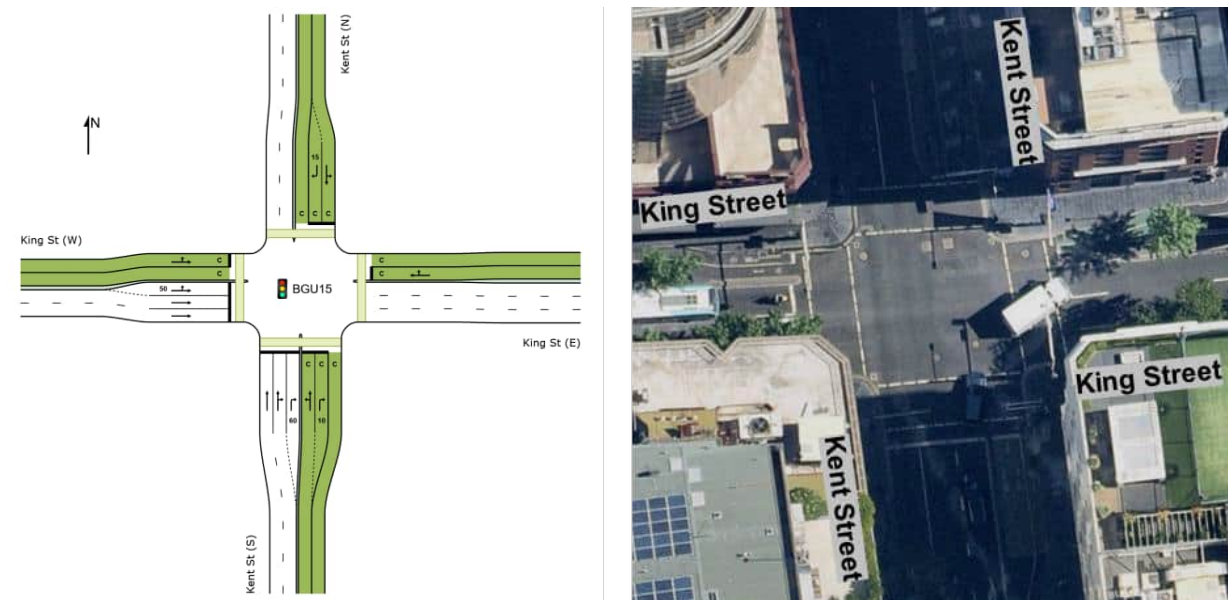 Kent St (N)
N
15
C C C
King St (W)
C
C
50
C
C
BGU15
King St (E)
C C C
60
10
Kent St (S)
Kent Street
King Street
King Street
Kent Street